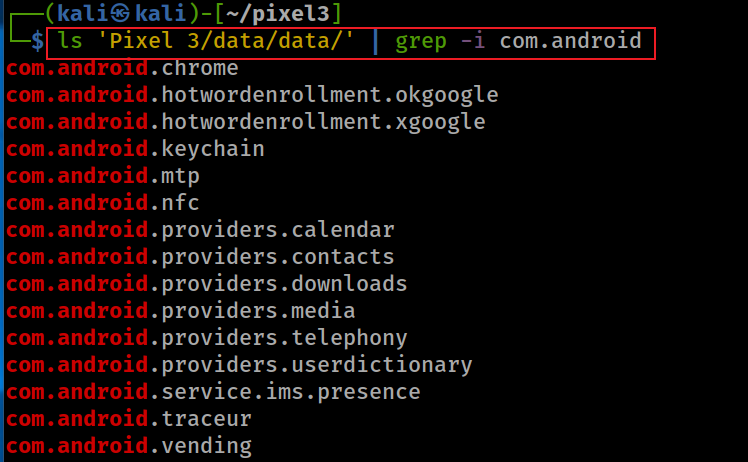 ┌──(kali㉿kali)-[~/pixel3]
└─$ ls 'Pixel 3/data/data/' | grep -i com.android
com.android.chrome
com.android.hotwordenrollment.okgoogle
com.android.hotwordenrollment.xgoogle
com.android.keychain
com.android.mtp
com.android.nfc
com.android.providers.calendar
com.android.providers.contacts
com.android.providers.downloads
com.android.providers.media
com.android.providers.telephony
com.android.providers.userdictionary
com.android.service.ims.presence
com.android.traceur
com.android.vending